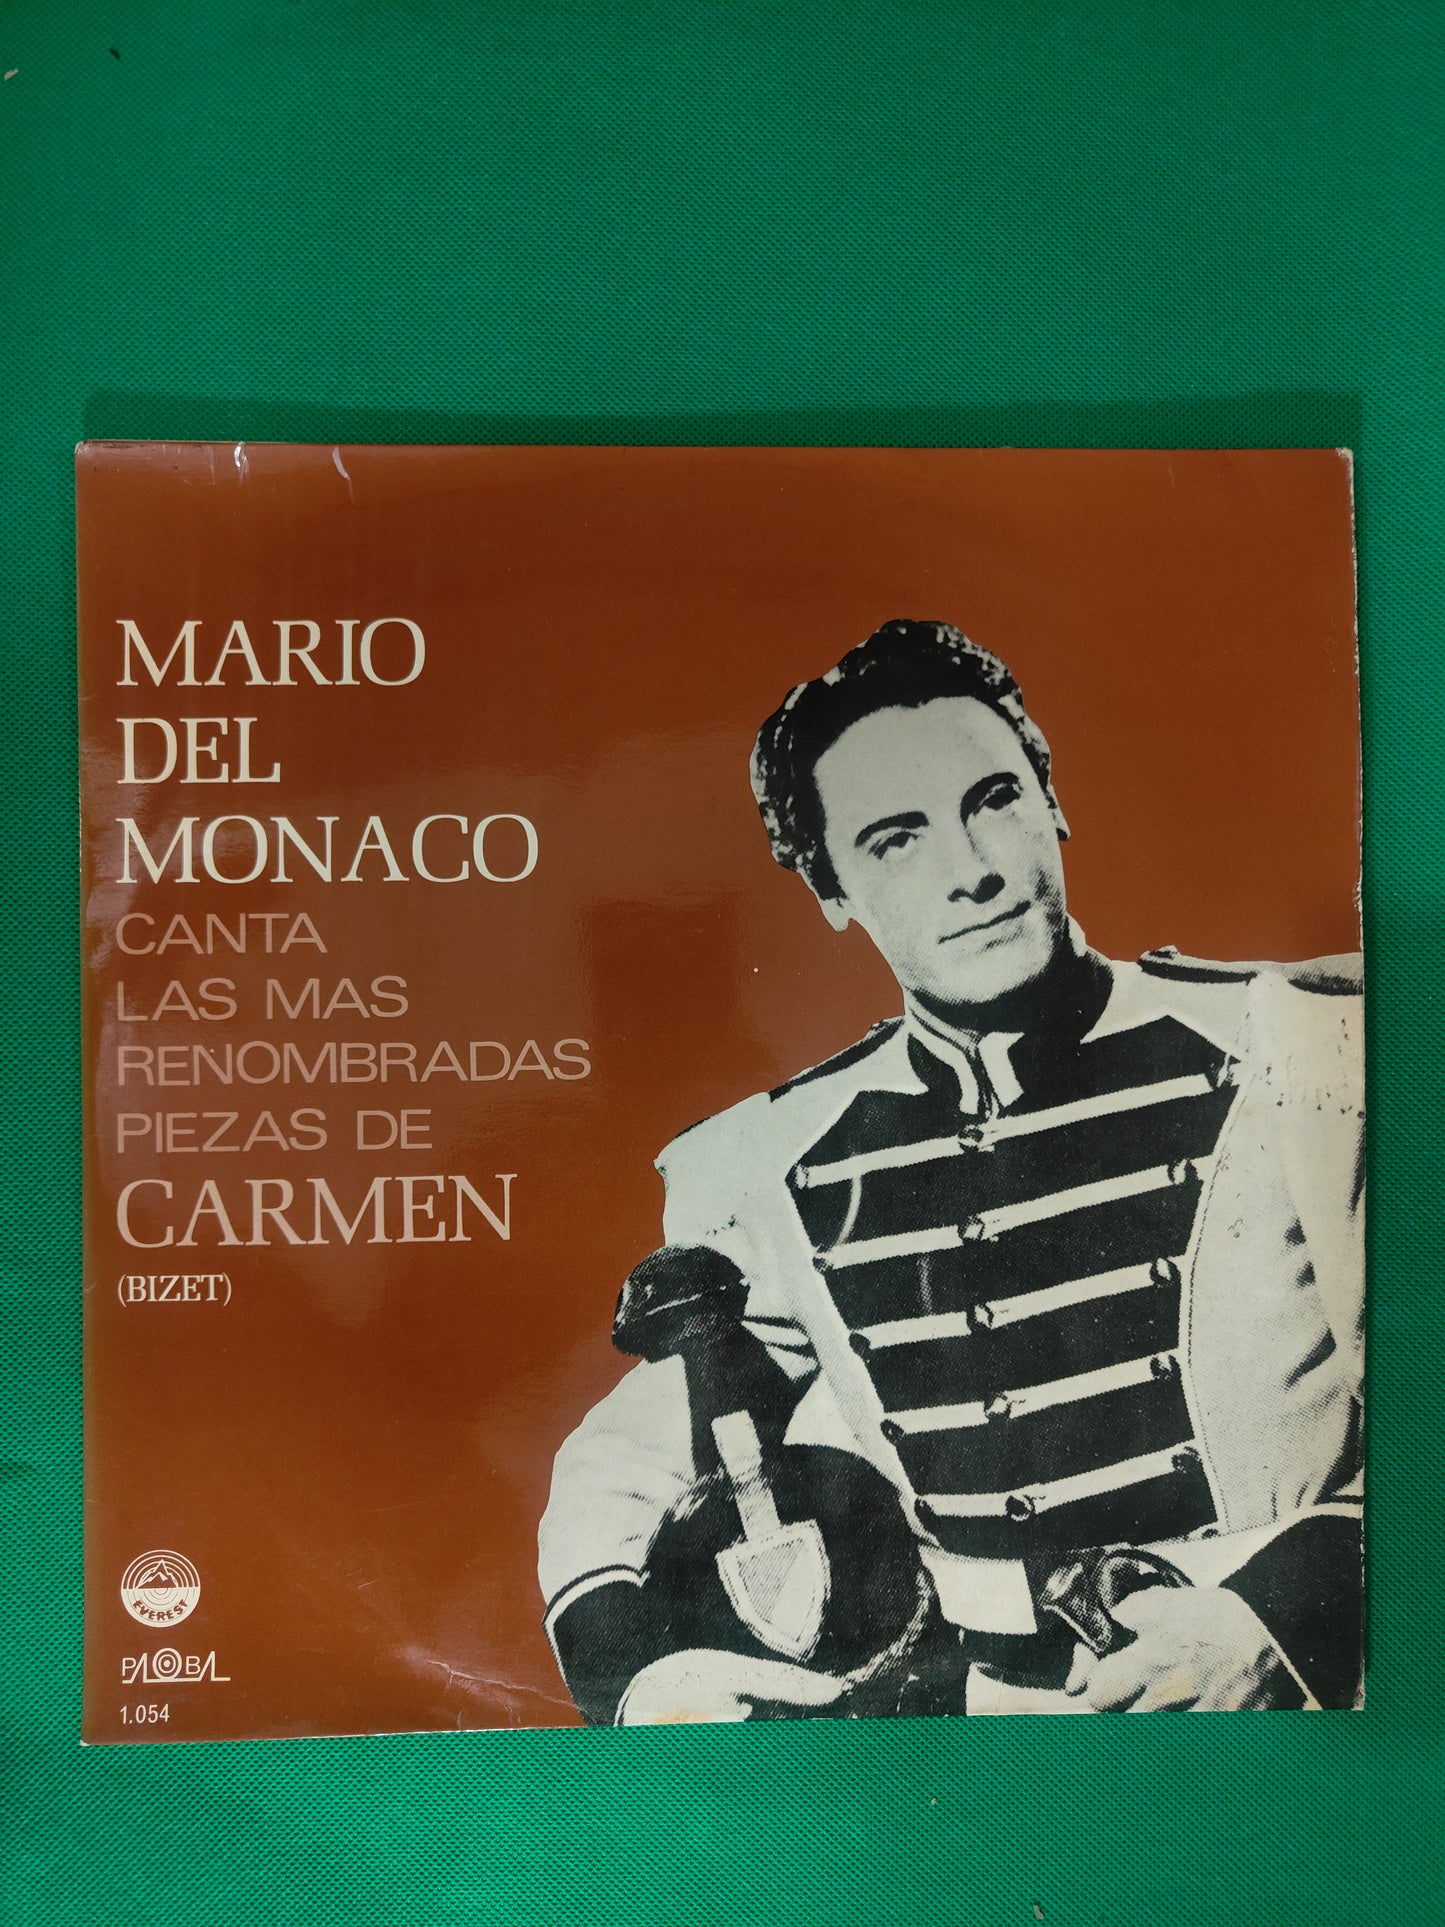 MARIO
DEL
MONACO
CANTA
LAS MAS
RENOMBRADAS
PIEZAS DE
CARMEN
(BIZET)
EVEREST
PALOBAL
1.054